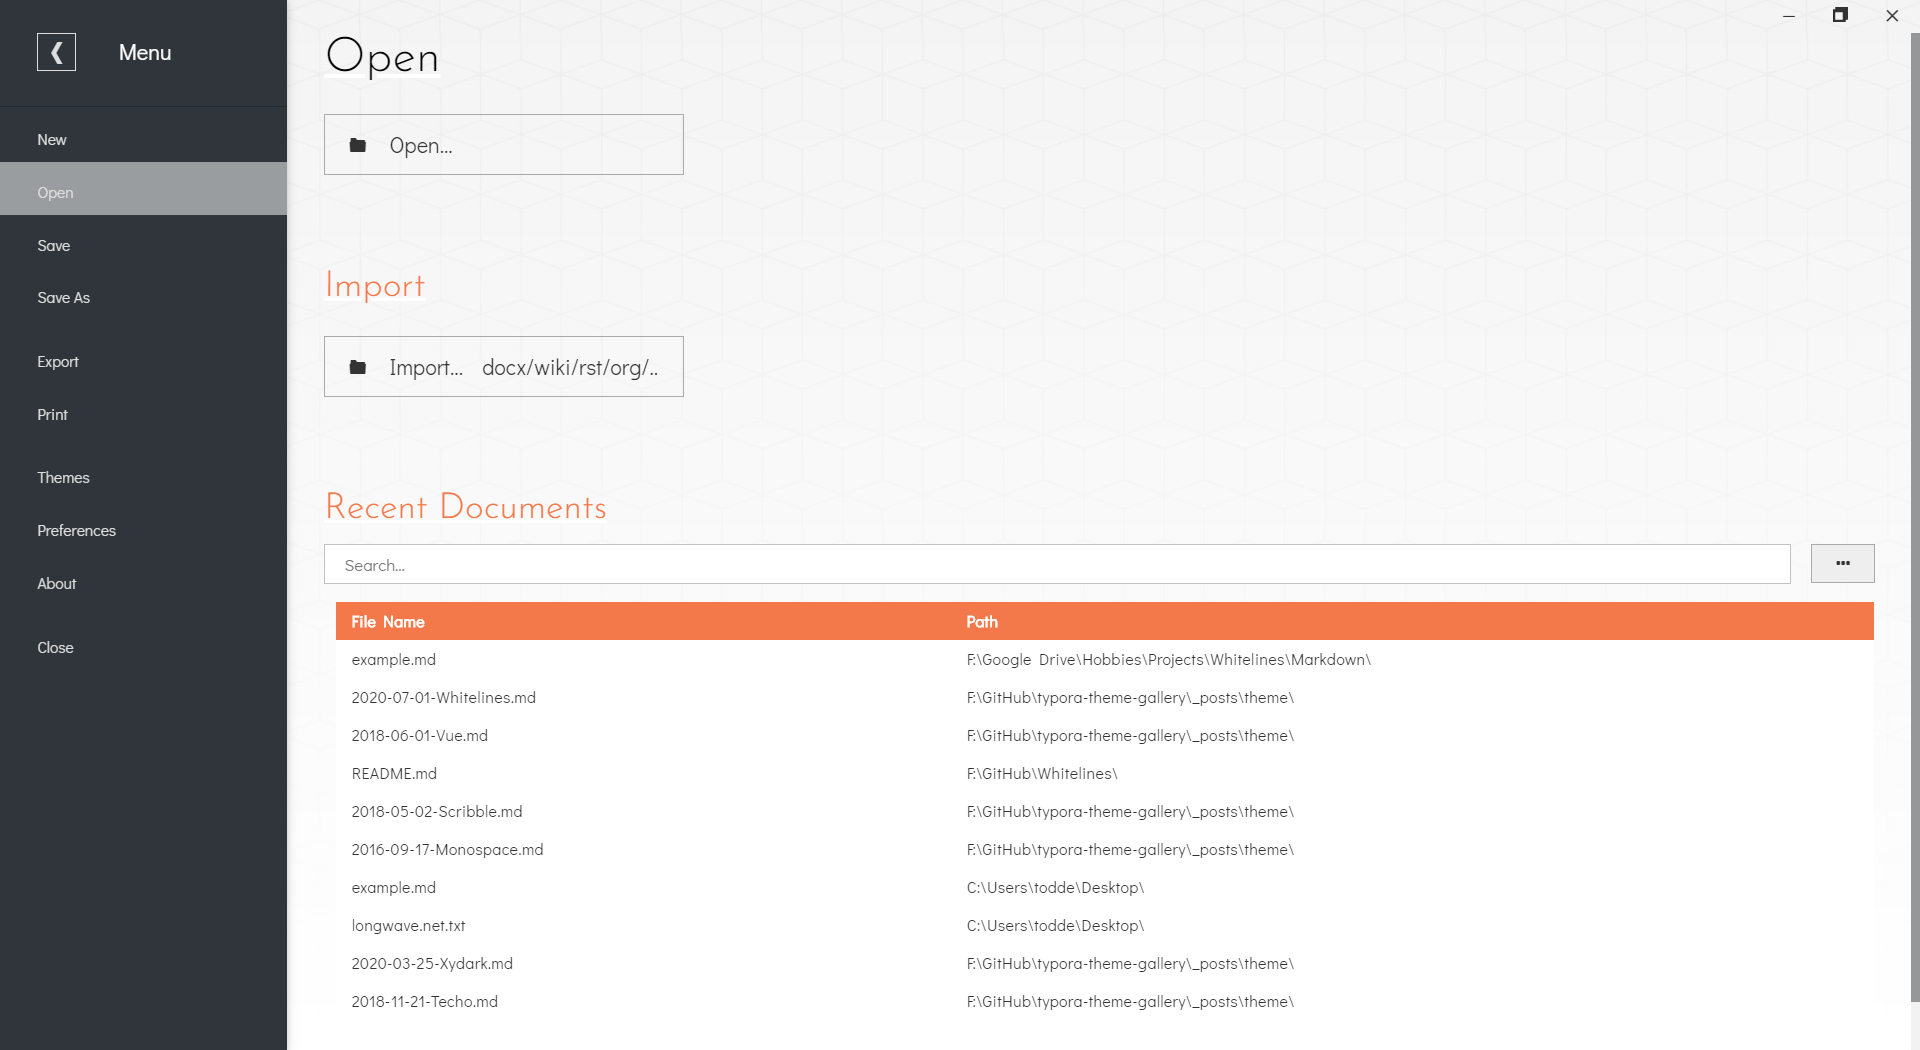 Menu
New
Open
Save
Save As
Export
Print
Themes
Preferences
About
Close
Open
Open...
Import
Import... docx/wiki/rst/org/..
Recent Documents
Search...
File Name Path
example.md F:\Google Drive\Hobbies\Projects\Whitelines\Markdown\
2020-07-01-Whitelines.md F:\GitHub\typora-theme-gallery\_posts\theme\
2018-06-01-Vue.md F:\GitHub\typora-theme-gallery\_posts\theme\
README.md F:\GitHub\Whitelines\
2018-05-02-Scribble.md F:\GitHub\typora-theme-gallery\_posts\theme\
2016-09-17-Monospace.md F:\GitHub\typora-theme-gallery\_posts\theme\
example.md C:\Users\todde\Desktop\
longwave.net.txt C:\Users\todde\Desktop\
2020-03-25-Xydark.md F:\GitHub\typora-theme-gallery\_posts\theme\
2018-11-21-Techo.md F:\GitHub\typora-theme-gallery\_posts\theme\